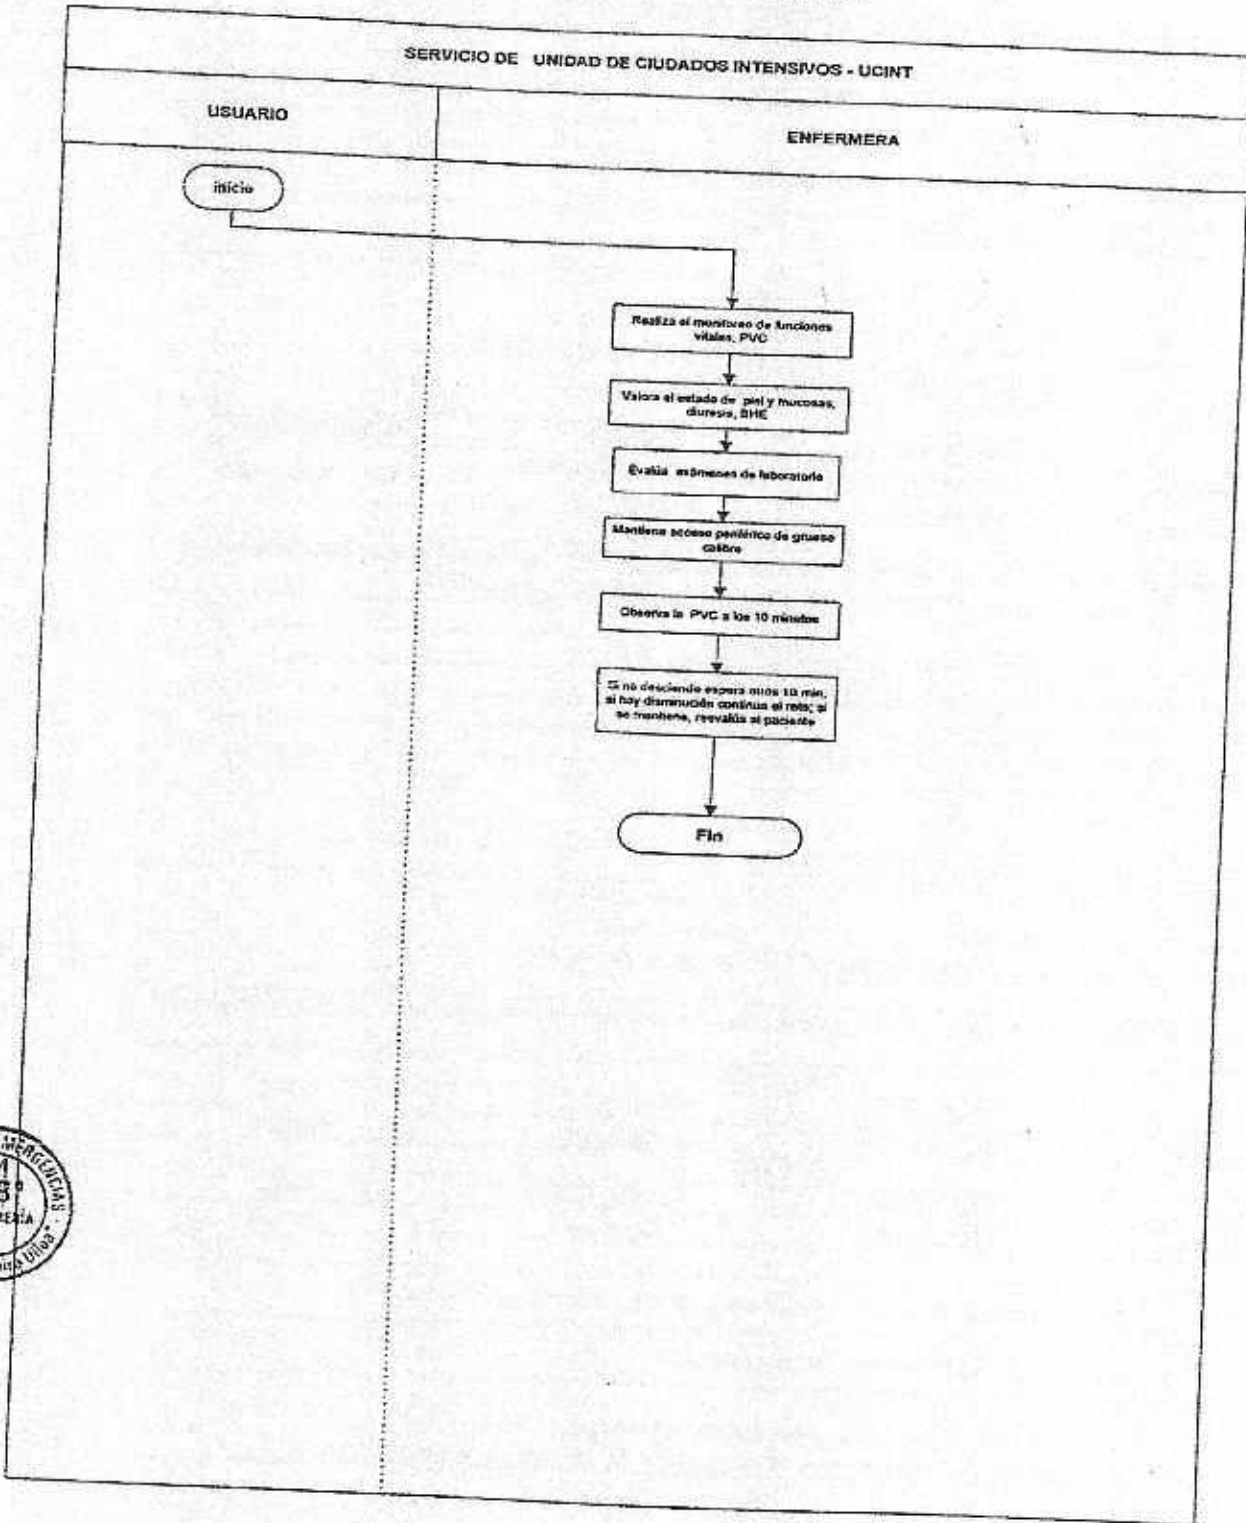 SERVICIO DE UNIDAD DE CIUDADOS INTENSIVOS - UCINT
USUARIO
ENFERMERA
inicio
Realiza el monitoreo de funciones
vitales, PVC
Valora el estado de piel y mucosas,
diuresis, BHE
Evalúa exámenes de laboratorio
Mantiene acceso periférico de grueso
calibre
Observa la PVC a los 10 minutos
Si no desciende espera otros 10 min,
si hay disminución continua el reto; si
se mantiene, reevalúa al paciente
Fin
MERGENCIAS